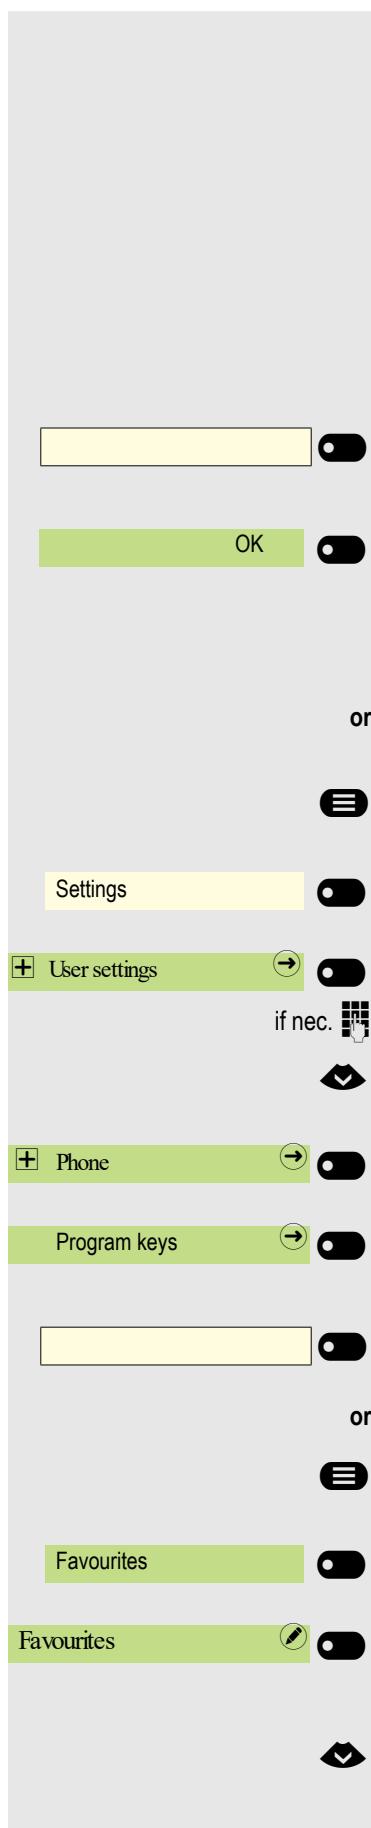 OK
or
Settings
User settings
if nec.
Phone
Program keys
or
Favourites
Favourites